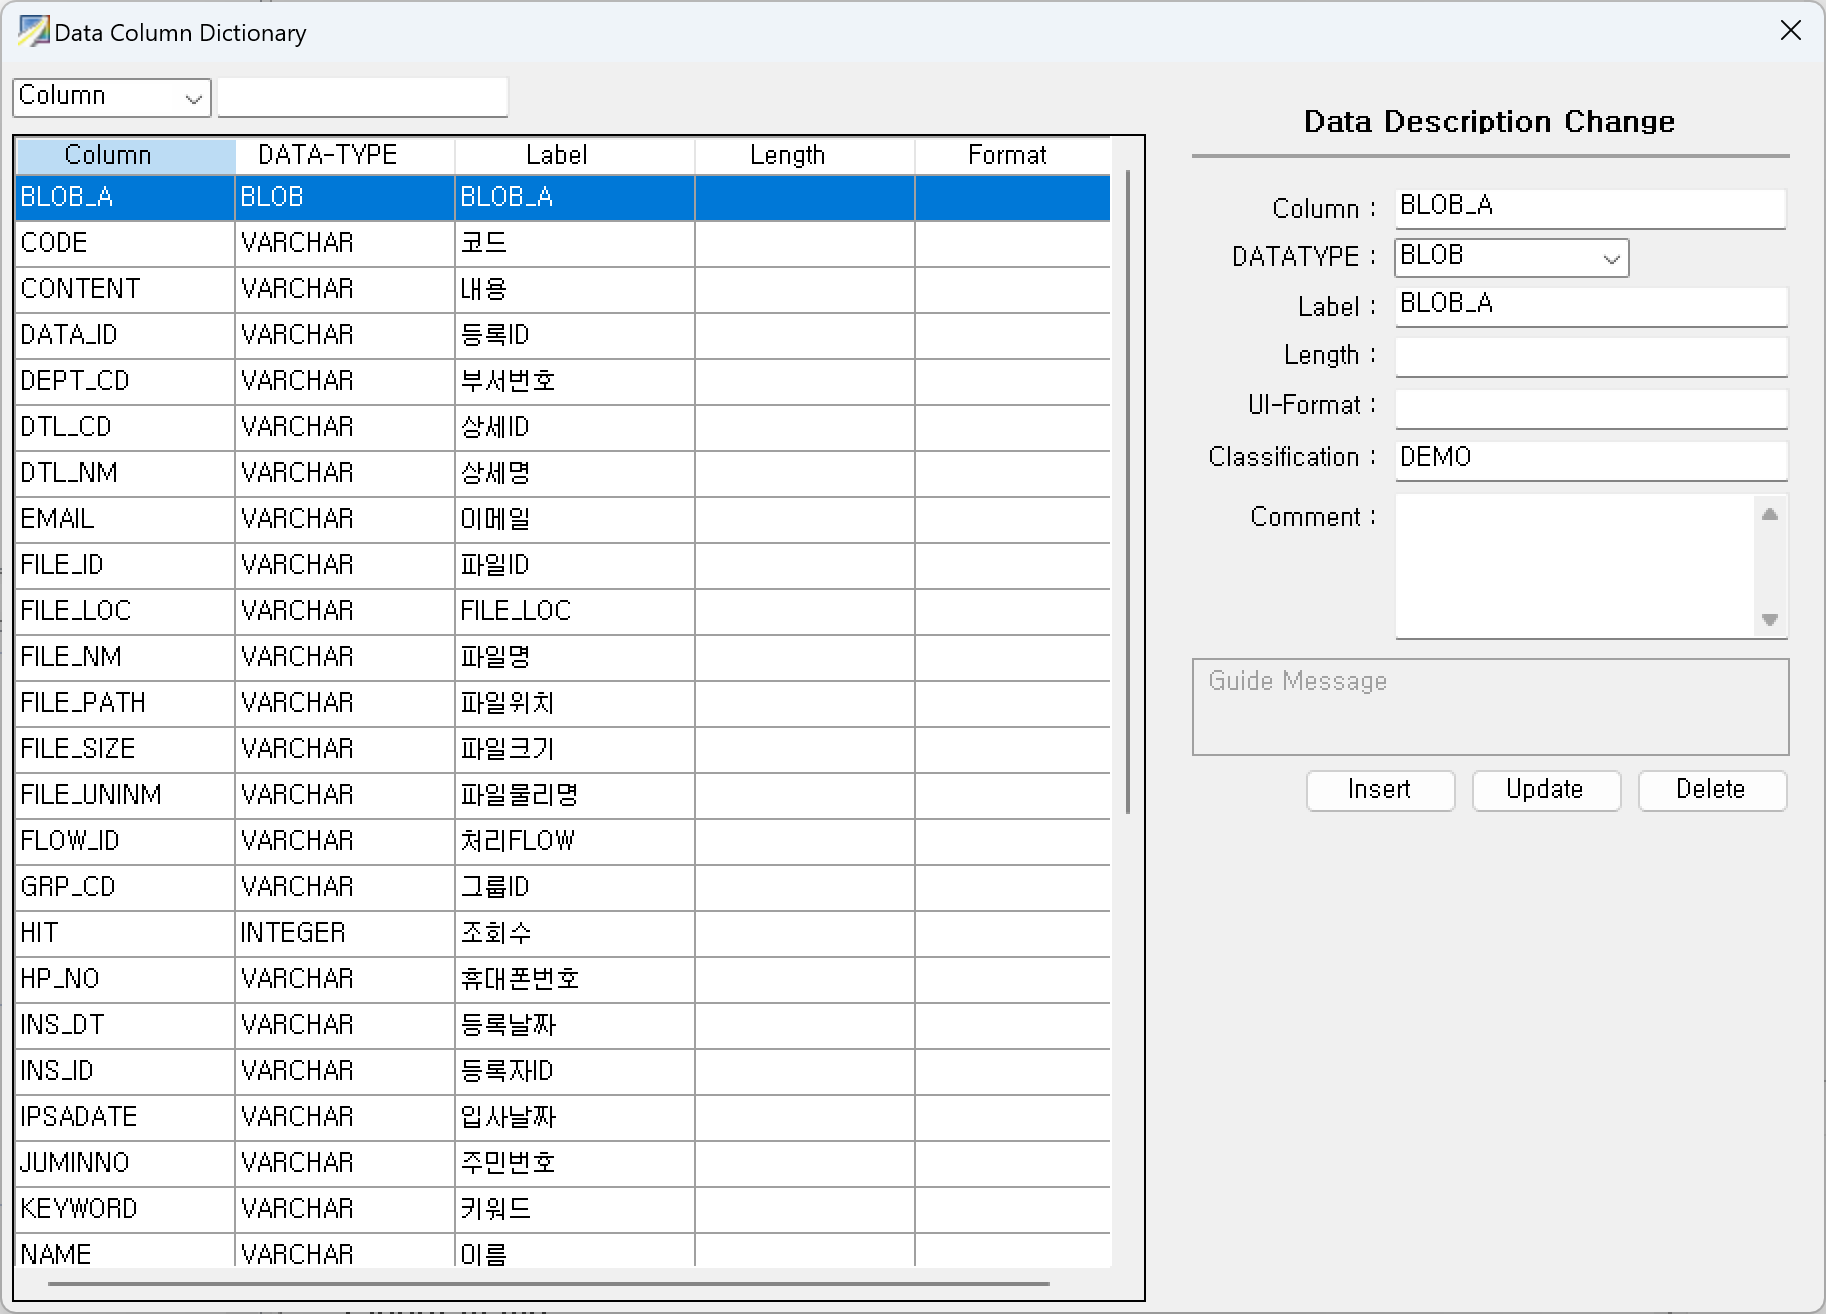 Data Column Dictionary
Column
Column DATA-TYPE Label Length Format
BLOB_A BLOB BLOB_A
CODE VARCHAR 코드
CONTENT VARCHAR 내용
DATA_ID VARCHAR 등록ID
DEPT_CD VARCHAR 부서번호
DTL_CD VARCHAR 상세ID
DTL_NM VARCHAR 상세명
EMAIL VARCHAR 이메일
FILE_ID VARCHAR 파일ID
FILE_LOC VARCHAR FILE_LOC
FILE_NM VARCHAR 파일명
FILE_PATH VARCHAR 파일위치
FILE_SIZE VARCHAR 파일크기
FILE_UNINM VARCHAR 파일물리명
FLOW_ID VARCHAR 처리FLOW
GRP_CD VARCHAR 그룹ID
HIT INTEGER 조회수
HP_NO VARCHAR 휴대폰번호
INS_DT VARCHAR 등록날짜
INS_ID VARCHAR 등록자ID
IPSADATE VARCHAR 입사날짜
JUMINNO VARCHAR 주민번호
KEYWORD VARCHAR 키워드
NAME VARCHAR 이름
Data Description Change
Column : BLOB_A
DATATYPE : BLOB
Label : BLOB_A
Length :
UI-Format :
Classification : DEMO
Comment :
Guide Message
Insert Update Delete